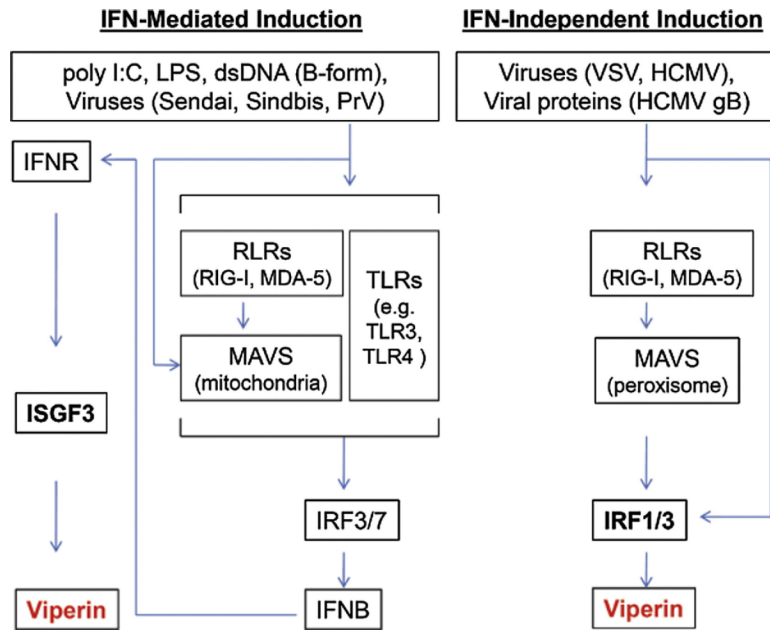 IFN-Mediated Induction
poly I:C, LPS, dsDNA (B-form),
Viruses (Sendai, Sindbis, PrV)
IFNR
RLRs
(RIG-I, MDA-5)
MAVS
(mitochondria)
TLRs
(e.g.
TLR3,
TLR4 )
ISGF3
IRF3/7
Viperin
IFNB
IFN-Independent Induction
Viruses (VSV, HCMV),
Viral proteins (HCMV gB)
RLRs
(RIG-I, MDA-5)
MAVS
(peroxisome)
IRF1/3
Viperin